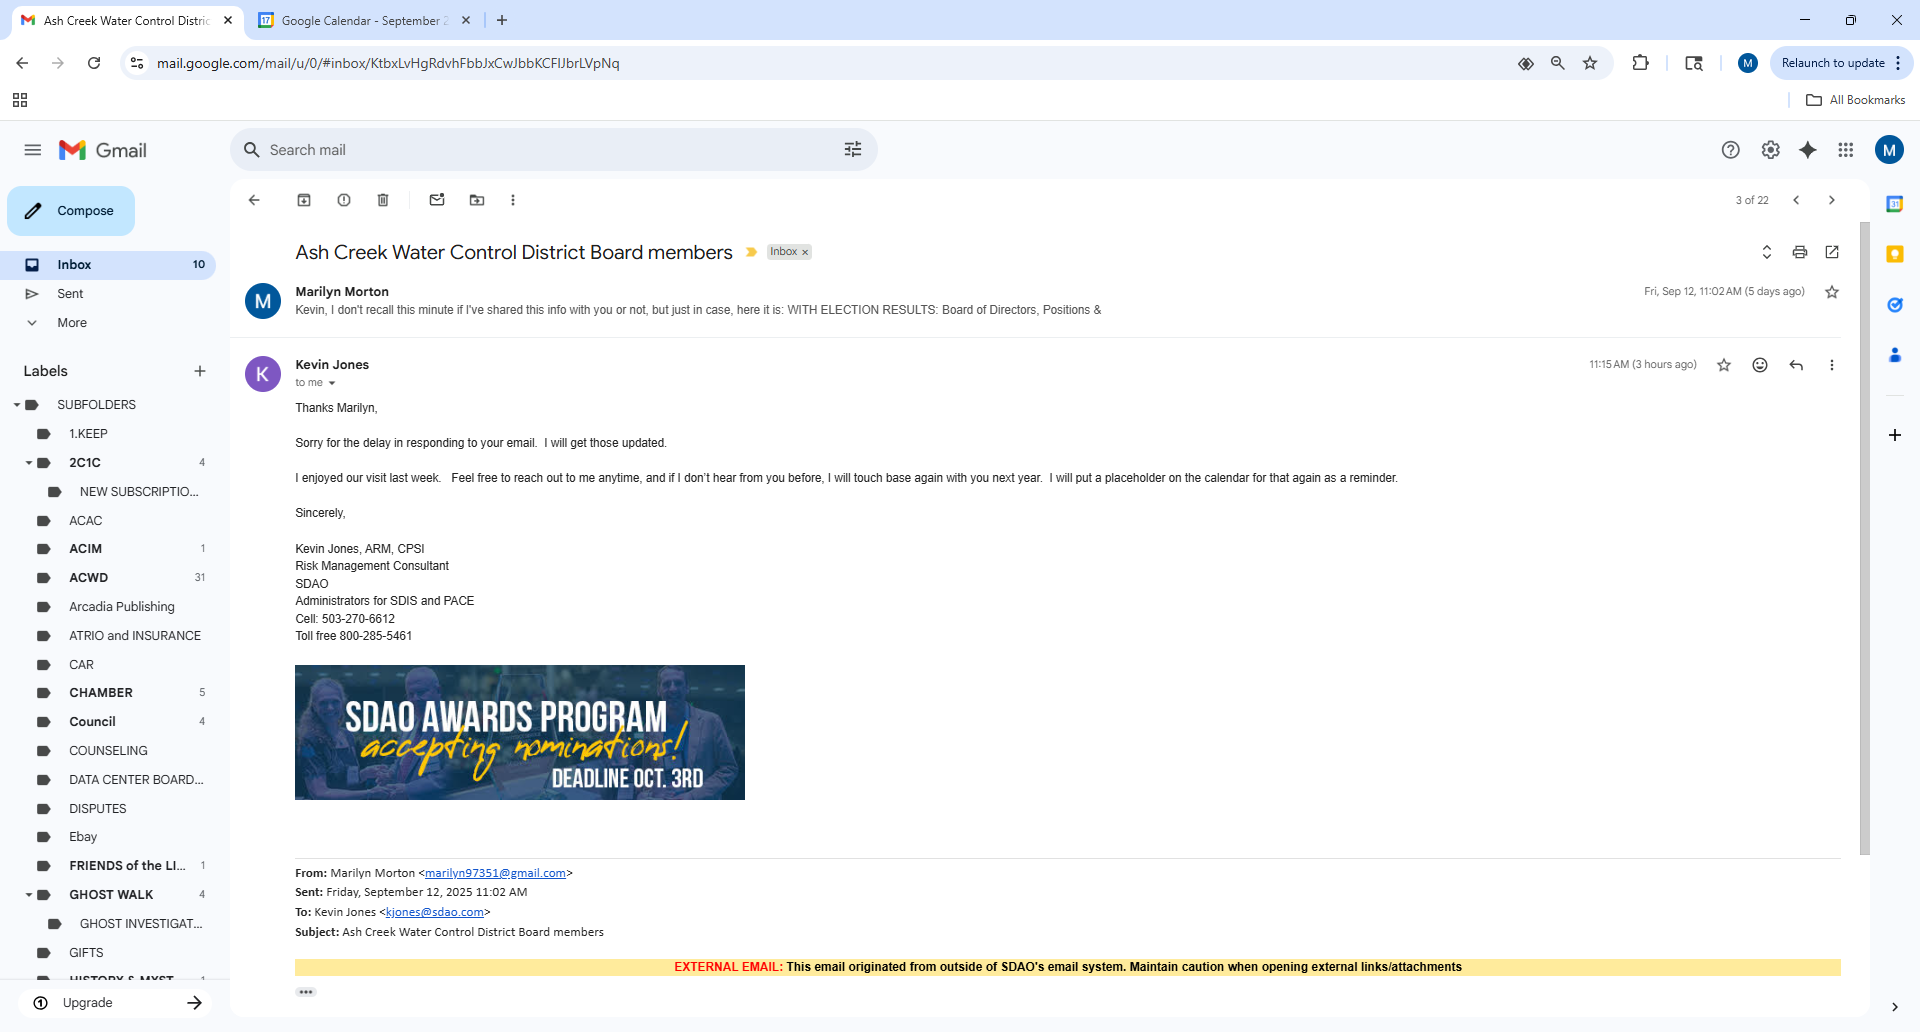 Ash Creek Water Control Distric
Google Calendar - September 2
mail.google.com/mail/u/0/#inbox/KtbxLvHgRdvhFbbJxCwJbbKCFlJbrLVpNq
M
Relaunch to update
All Bookmarks
Gmail
Search mail
M
Compose
3 of 22
Inbox 10
Sent
More
Labels
SUBFOLDERS
1.KEEP
2C1C 4
NEW SUBSCRIPTIO...
ACAC
ACIM 1
ACWD 31
Arcadia Publishing
ATRIO and INSURANCE
CAR
CHAMBER 5
Council 4
COUNSELING
DATA CENTER BOARD...
DISPUTES
Ebay
FRIENDS of the LI... 1
GHOST WALK 4
GHOST INVESTIGAT...
GIFTS
HISTORY & MYST 1
Upgrade
Ash Creek Water Control District Board members
Inbox ×
M
Marilyn Morton
Fri, Sep 12, 11:02 AM (5 days ago)
Kevin, I don't recall this minute if I've shared this info with you or not, but just in case, here it is: WITH ELECTION RESULTS: Board of Directors, Positions &
K
Kevin Jones
11:15 AM (3 hours ago)
to me
Thanks Marilyn,
Sorry for the delay in responding to your email.  I will get those updated.
I enjoyed our visit last week.   Feel free to reach out to me anytime, and if I don’t hear from you before, I will touch base again with you next year.  I will put a placeholder on the calendar for that again as a reminder.
Sincerely,
Kevin Jones, ARM, CPSI
Risk Management Consultant
SDAO
Administrators for SDIS and PACE
Cell: 503-270-6612
Toll free 800-285-5461
SDAO AWARDS PROGRAM
accepting nominations!
DEADLINE OCT. 3RD
From: Marilyn Morton <marilyn97351@gmail.com>
Sent: Friday, September 12, 2025 11:02 AM
To: Kevin Jones <kjones@sdao.com>
Subject: Ash Creek Water Control District Board members
EXTERNAL EMAIL: This email originated from outside of SDAO's email system. Maintain caution when opening external links/attachments